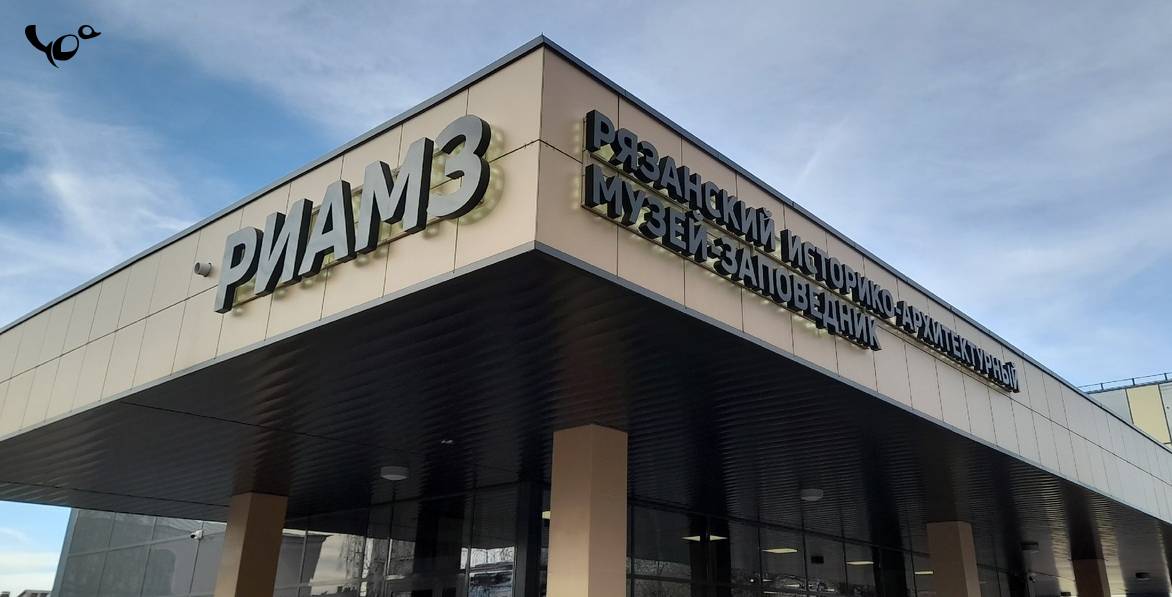 РИАМЗ
РЯЗАНСКИЙ ИСТОРИКО-АРХИТЕКТУРНЫЙ
МУЗЕЙ-ЗАПОВЕДНИК